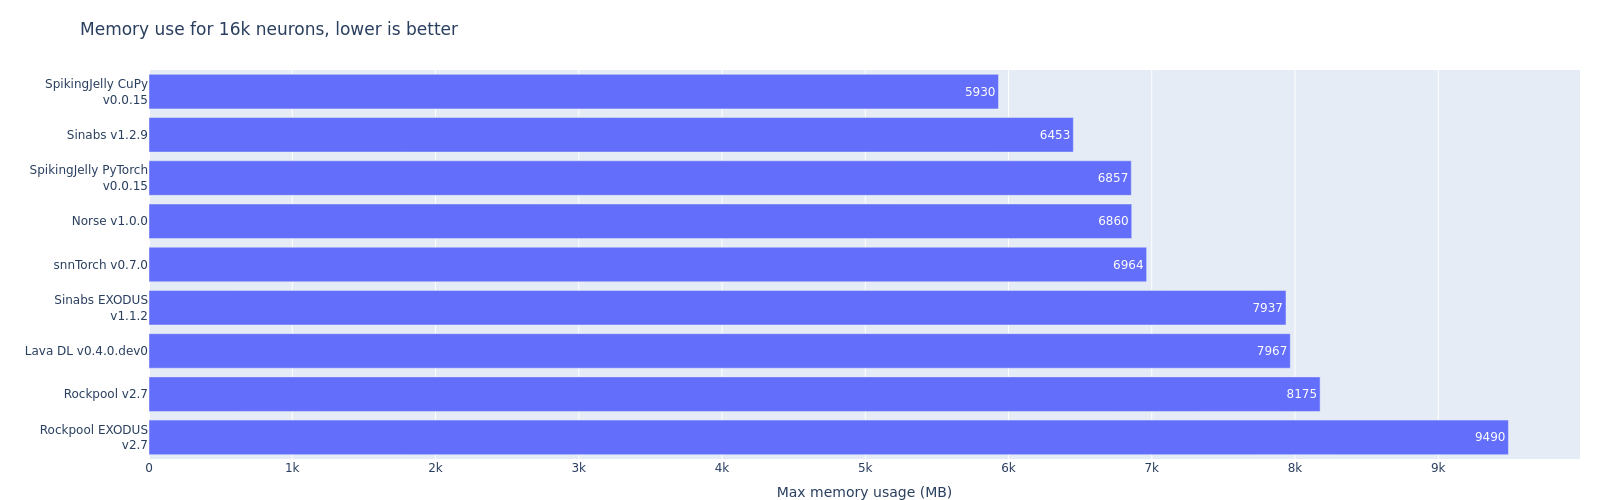 Memory use for 16k neurons, lower is better
SpikingJelly CuPy
v0.0.15
5930
Sinabs v1.2.9
6453
SpikingJelly PyTorch
v0.0.15
6857
Norse v1.0.0
6860
snnTorch v0.7.0
6964
Sinabs EXODUS
v1.1.2
7937
Lava DL v0.4.0.dev0
7967
Rockpool v2.7
8175
Rockpool EXODUS
v2.7
9490
0 1k 2k 3k 4k 5k 6k 7k 8k 9k
Max memory usage (MB)